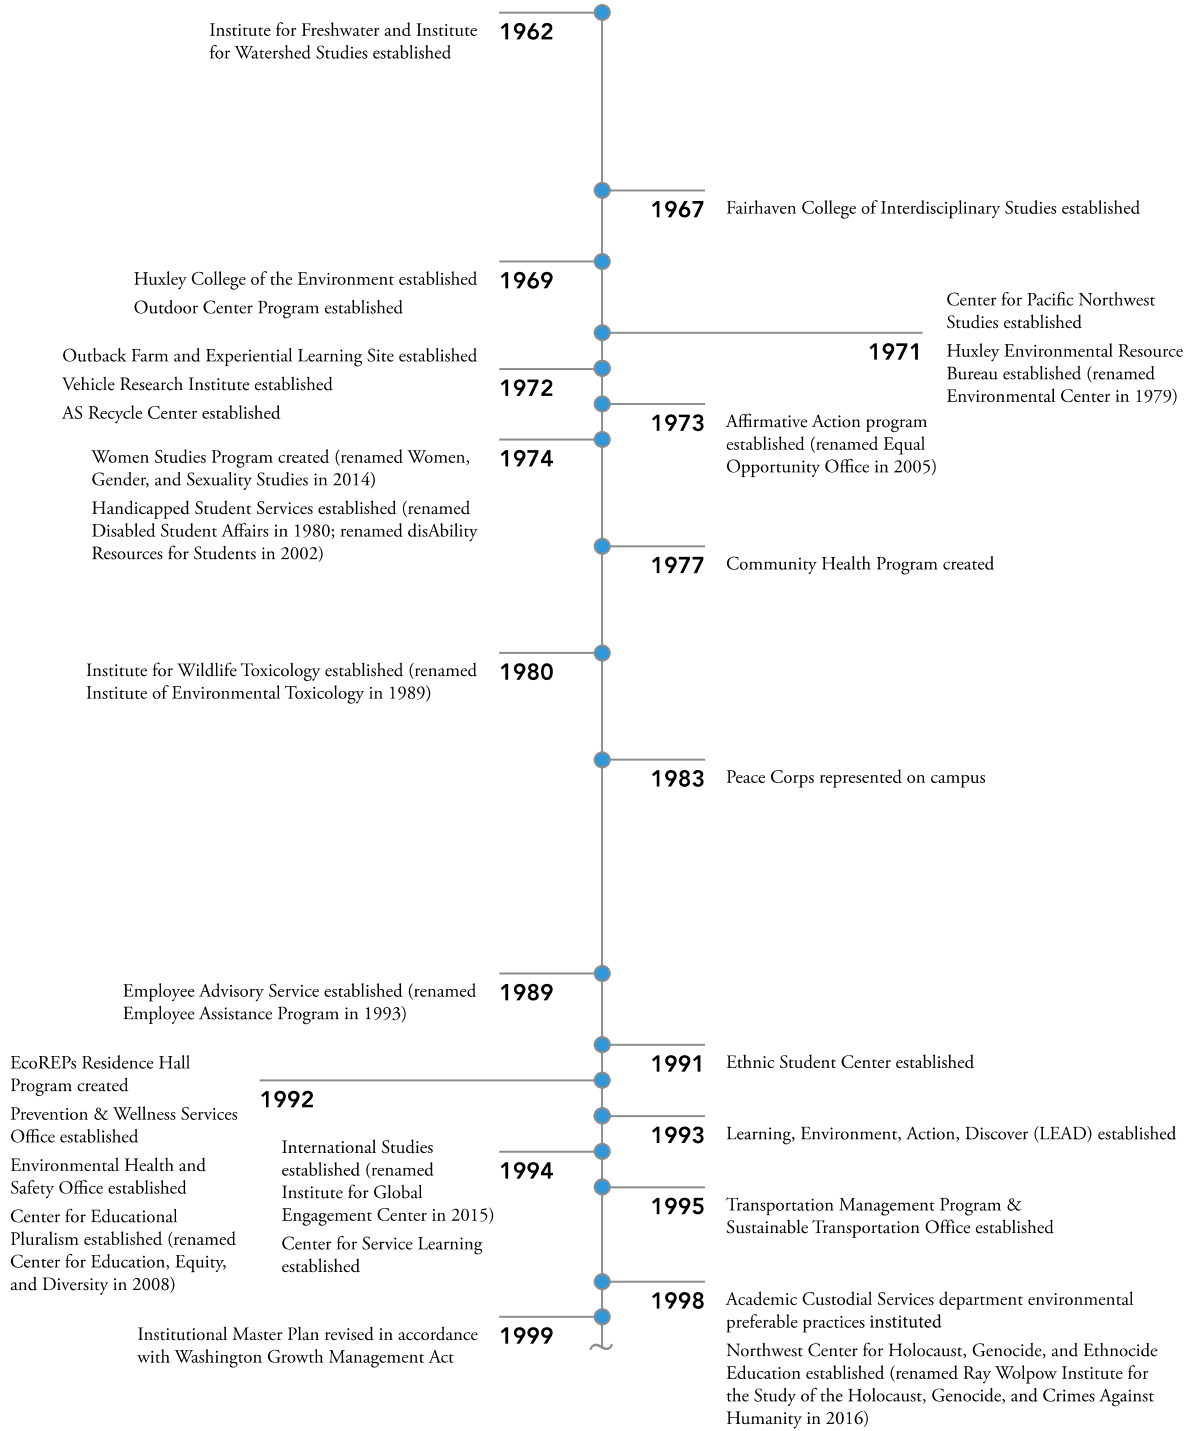 1962
Institute for Freshwater and Institute
for Watershed Studies established
1967
Fairhaven College of Interdisciplinary Studies established
1969
Huxley College of the Environment established
Outdoor Center Program established
1971
Center for Pacific Northwest
Studies established
Huxley Environmental Resource
Bureau established (renamed
Environmental Center in 1979)
1972
Outback Farm and Experiential Learning Site established
Vehicle Research Institute established
AS Recycle Center established
1973
Affirmative Action program
established (renamed Equal
Opportunity Office in 2005)
1974
Women Studies Program created (renamed Women,
Gender, and Sexuality Studies in 2014)
Handicapped Student Services established (renamed
Disabled Student Affairs in 1980; renamed disAbility
Resources for Students in 2002)
1977
Community Health Program created
1980
Institute for Wildlife Toxicology established (renamed
Institute of Environmental Toxicology in 1989)
1983
Peace Corps represented on campus
1989
Employee Advisory Service established (renamed
Employee Assistance Program in 1993)
1991
Ethnic Student Center established
1992
EcoREPs Residence Hall
Program created
Prevention & Wellness Services
Office established
Environmental Health and
Safety Office established
Center for Educational
Pluralism established (renamed
Center for Education, Equity,
and Diversity in 2008)
1993
Learning, Environment, Action, Discover (LEAD) established
1994
International Studies
established (renamed
Institute for Global
Engagement Center in 2015)
Center for Service Learning
established
1995
Transportation Management Program &
Sustainable Transportation Office established
1998
Academic Custodial Services department environmental
preferable practices instituted
Northwest Center for Holocaust, Genocide, and Ethnocide
Education established (renamed Ray Wolpow Institute for
the Study of the Holocaust, Genocide, and Crimes Against
Humanity in 2016)
1999
Institutional Master Plan revised in accordance
with Washington Growth Management Act